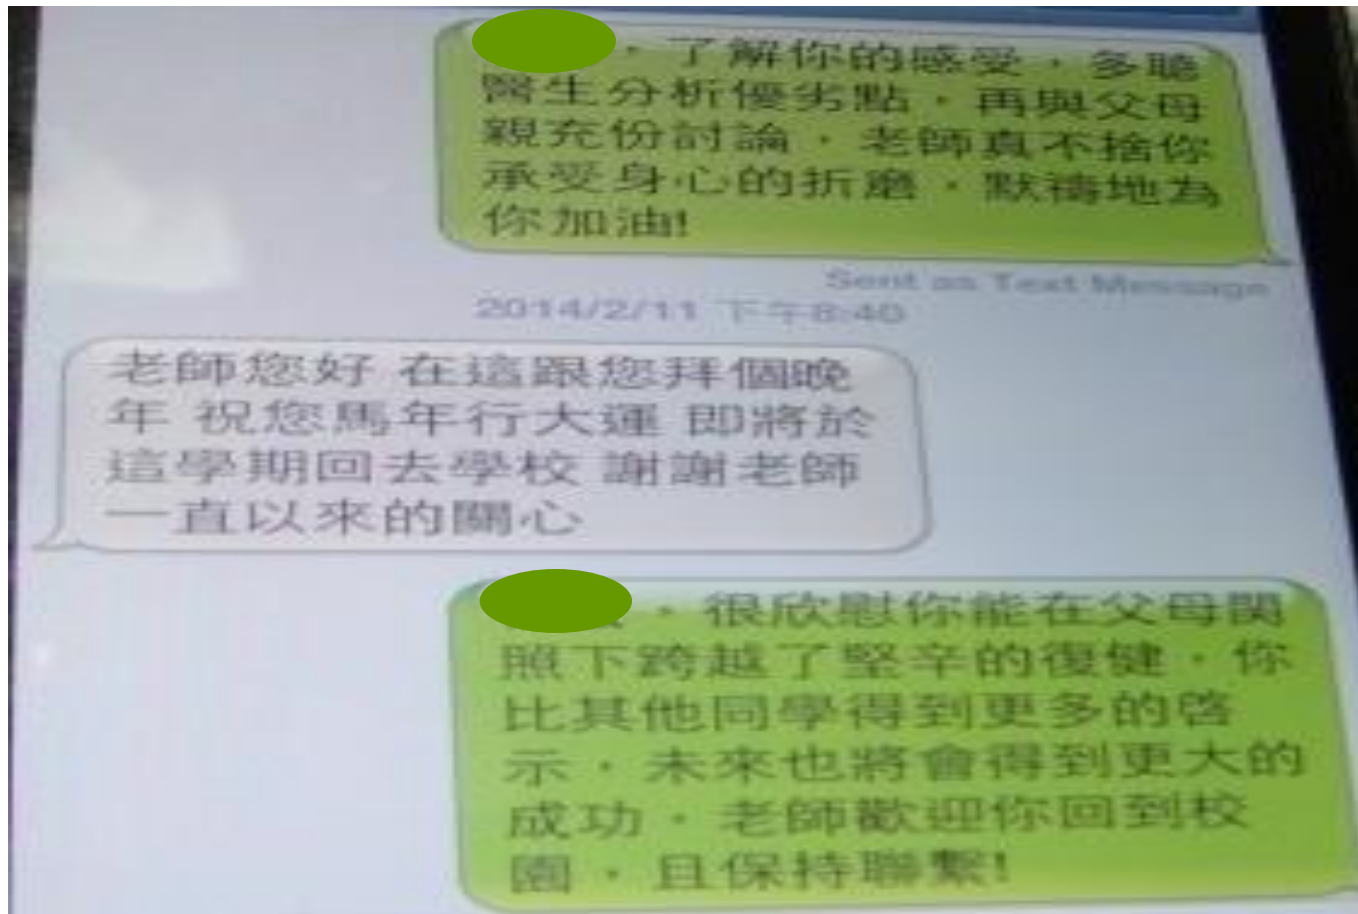 ，了解你的感受，多聽
醫生分析優劣點，再與父母
親充份討論，老師真不捨你
承受身心的折磨，默禱地為
你加油!
Sent as Text Message
2014/2/11 下午8:40
老師您好 在這跟您拜個晚
年 祝您馬年行大運 即將於
這學期回去學校 謝謝老師
一直以來的關心
，很欣慰你能在父母関
照下跨越了堅辛的復健，你
比其他同學得到更多的啓
示，未來也將會得到更大的
成功，老師歡迎你回到校
園，且保持聯繫!